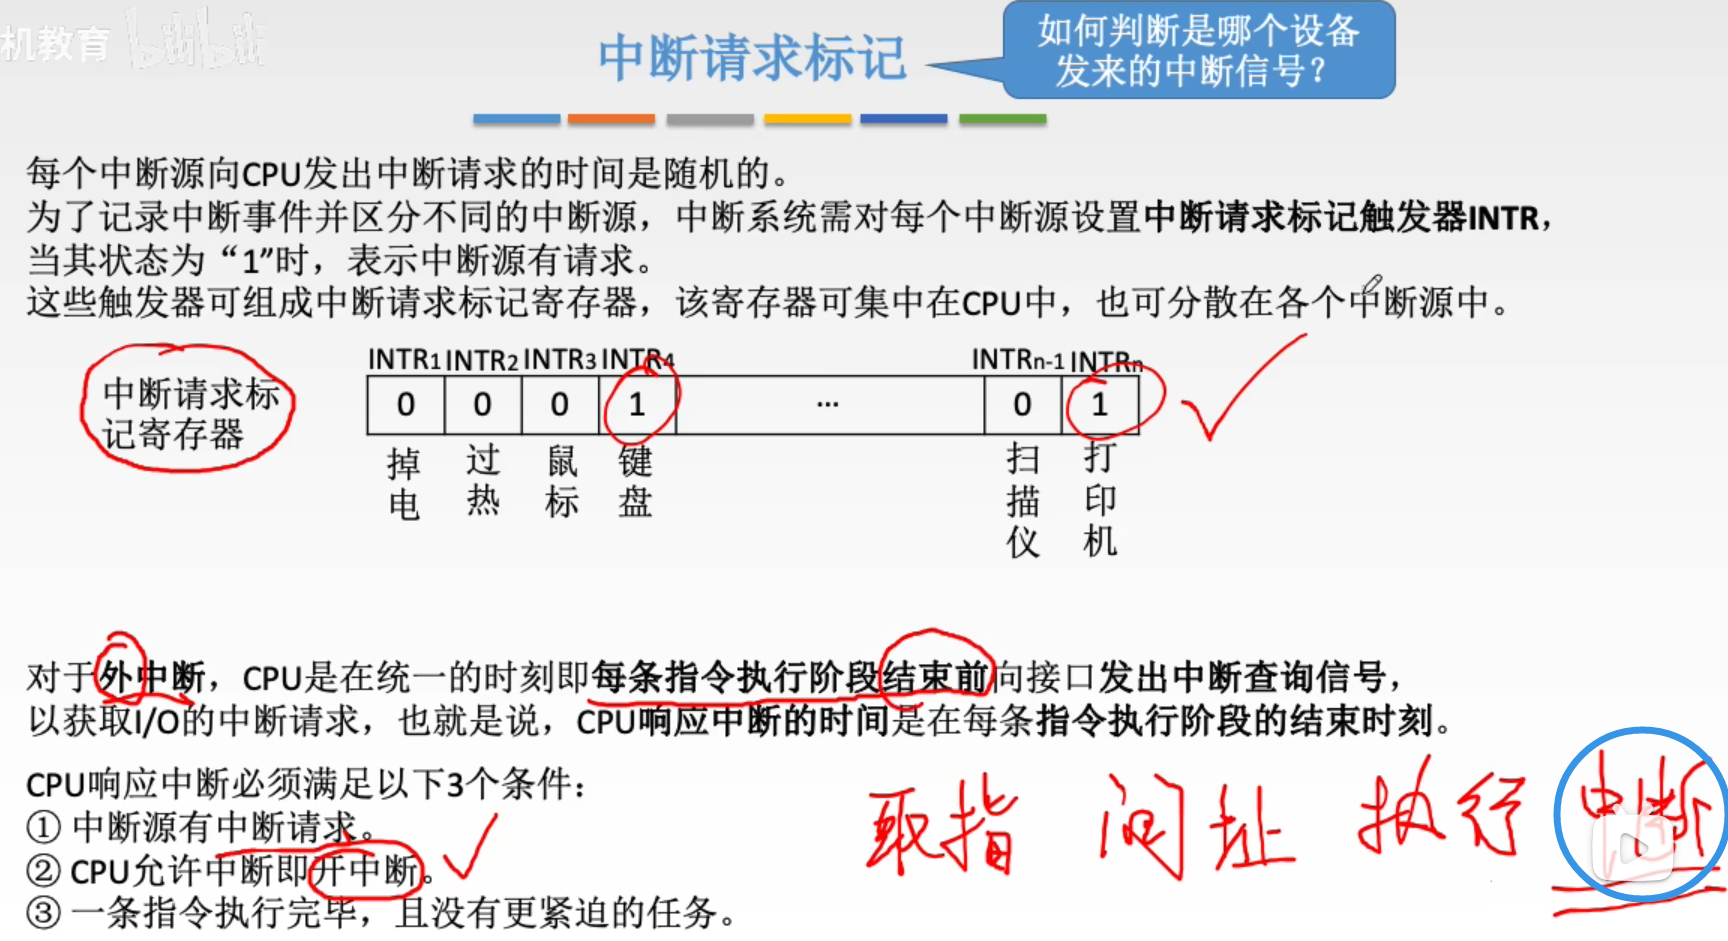 机教育 bilibili
中断请求标记
如何判断是哪个设备
发来的中断信号？
每个中断源向CPU发出中断请求的时间是随机的。
为了记录中断事件并区分不同的中断源，中断系统需对每个中断源设置中断请求标记触发器INTR，
当其状态为“1”时，表示中断源有请求。
这些触发器可组成中断请求标记寄存器，该寄存器可集中在CPU中，也可分散在各个中断源中。
INTR1 INTR2 INTR3 INTR4 INTRn-1 INTRn
中断请求标
记寄存器
0 0 0 1 ... 0 1
掉电 过热 鼠标 键盘 扫描仪 打印机
对于外中断，CPU是在统一的时刻即每条指令执行阶段结束前向接口发出中断查询信号，
以获取I/O的中断请求，也就是说，CPU响应中断的时间是在每条指令执行阶段的结束时刻。
CPU响应中断必须满足以下3个条件：
① 中断源有中断请求。
② CPU允许中断即开中断。
③ 一条指令执行完毕，且没有更紧迫的任务。
取指 间址 执行 中断